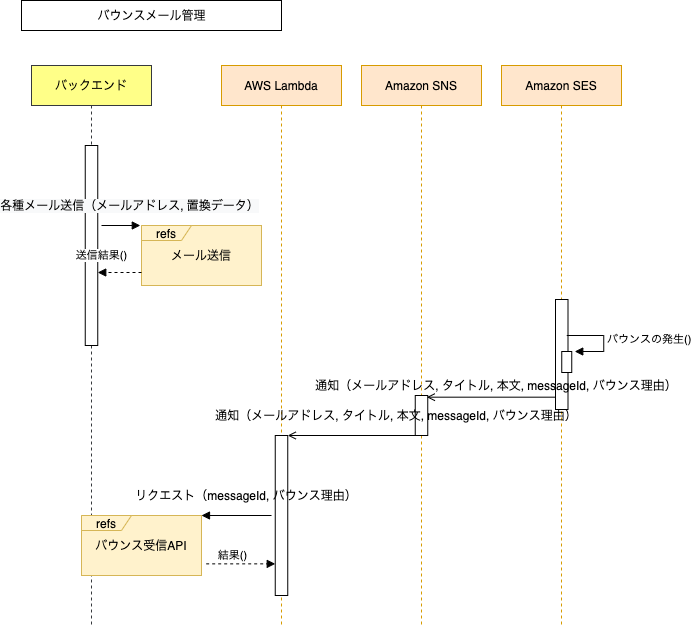 バウンスメール管理
バックエンド
AWS Lambda
Amazon SNS
Amazon SES
各種メール送信（メールアドレス, 置換データ）
refs
メール送信
送信結果()
バウンスの発生()
通知（メールアドレス, タイトル, 本文, messageId, バウンス理由）
通知（メールアドレス, タイトル, 本文, messageId, バウンス理由）
リクエスト（messageId, バウンス理由）
refs
バウンス受信API
結果()